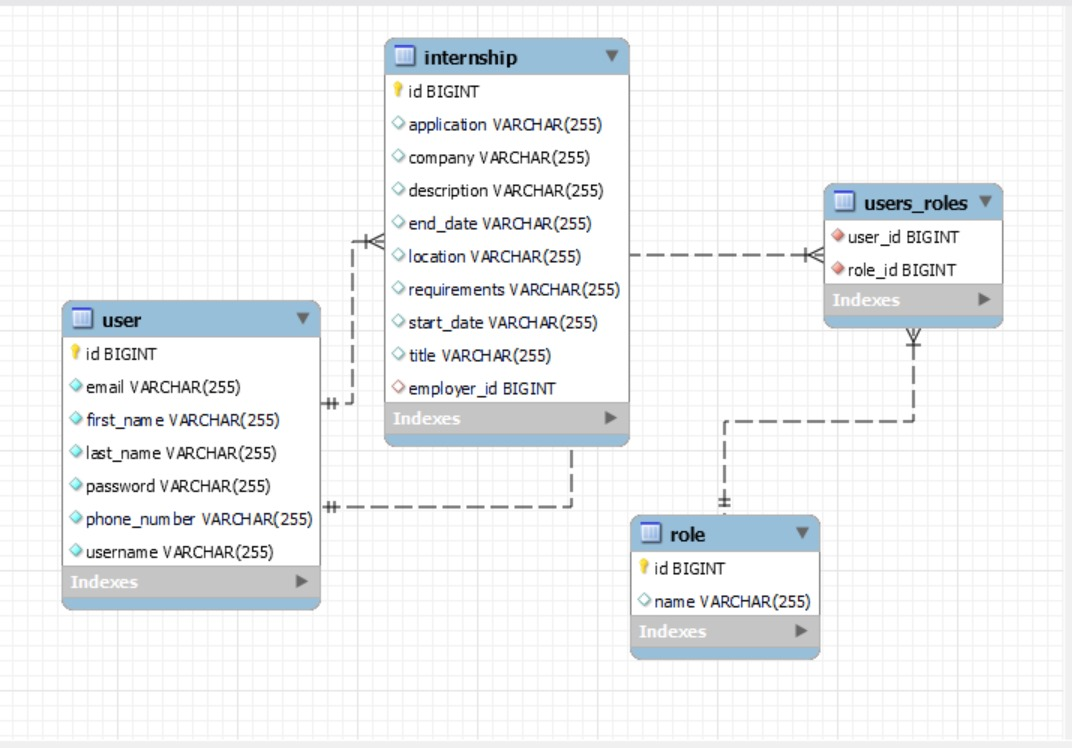 internship
id BIGINT
application VARCHAR(255)
company VARCHAR(255)
description VARCHAR(255)
end_date VARCHAR(255)
location VARCHAR(255)
requirements VARCHAR(255)
start_date VARCHAR(255)
title VARCHAR(255)
employer_id BIGINT
Indexes
users_roles
user_id BIGINT
role_id BIGINT
Indexes
user
id BIGINT
email VARCHAR(255)
first_name VARCHAR(255)
last_name VARCHAR(255)
password VARCHAR(255)
phone_number VARCHAR(255)
username VARCHAR(255)
Indexes
role
id BIGINT
name VARCHAR(255)
Indexes